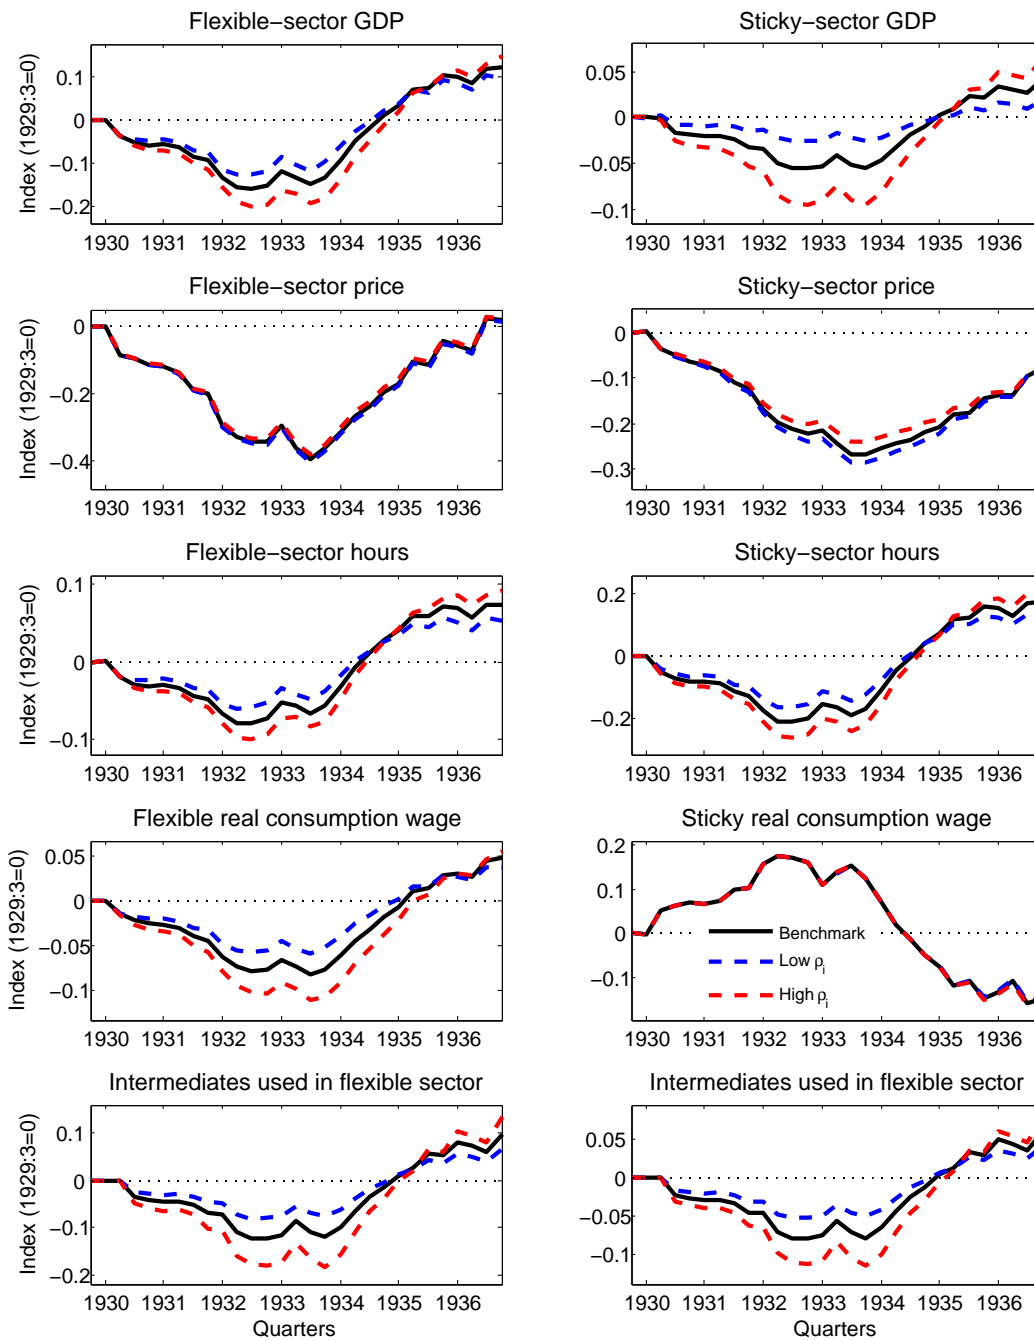 Flexible−sector GDP
Sticky−sector GDP
Index (1929:3=0)
0.1
0
−0.1
−0.2
0.05
0
−0.05
−0.1
1930 1931 1932 1933 1934 1935 1936
1930 1931 1932 1933 1934 1935 1936
Flexible−sector price
Sticky−sector price
Index (1929:3=0)
0
−0.2
−0.4
0
−0.1
−0.2
−0.3
1930 1931 1932 1933 1934 1935 1936
1930 1931 1932 1933 1934 1935 1936
Flexible−sector hours
Sticky−sector hours
Index (1929:3=0)
0.1
0
−0.1
0.2
0
−0.2
1930 1931 1932 1933 1934 1935 1936
1930 1931 1932 1933 1934 1935 1936
Flexible real consumption wage
Sticky real consumption wage
Index (1929:3=0)
0.05
0
−0.05
−0.1
0.2
0.1
0
−0.1
Benchmark
Low ρi
High ρi
1930 1931 1932 1933 1934 1935 1936
1930 1931 1932 1933 1934 1935 1936
Intermediates used in flexible sector
Intermediates used in flexible sector
Index (1929:3=0)
0.1
0
−0.1
−0.2
0.05
0
−0.05
−0.1
1930 1931 1932 1933 1934 1935 1936
1930 1931 1932 1933 1934 1935 1936
Quarters
Quarters